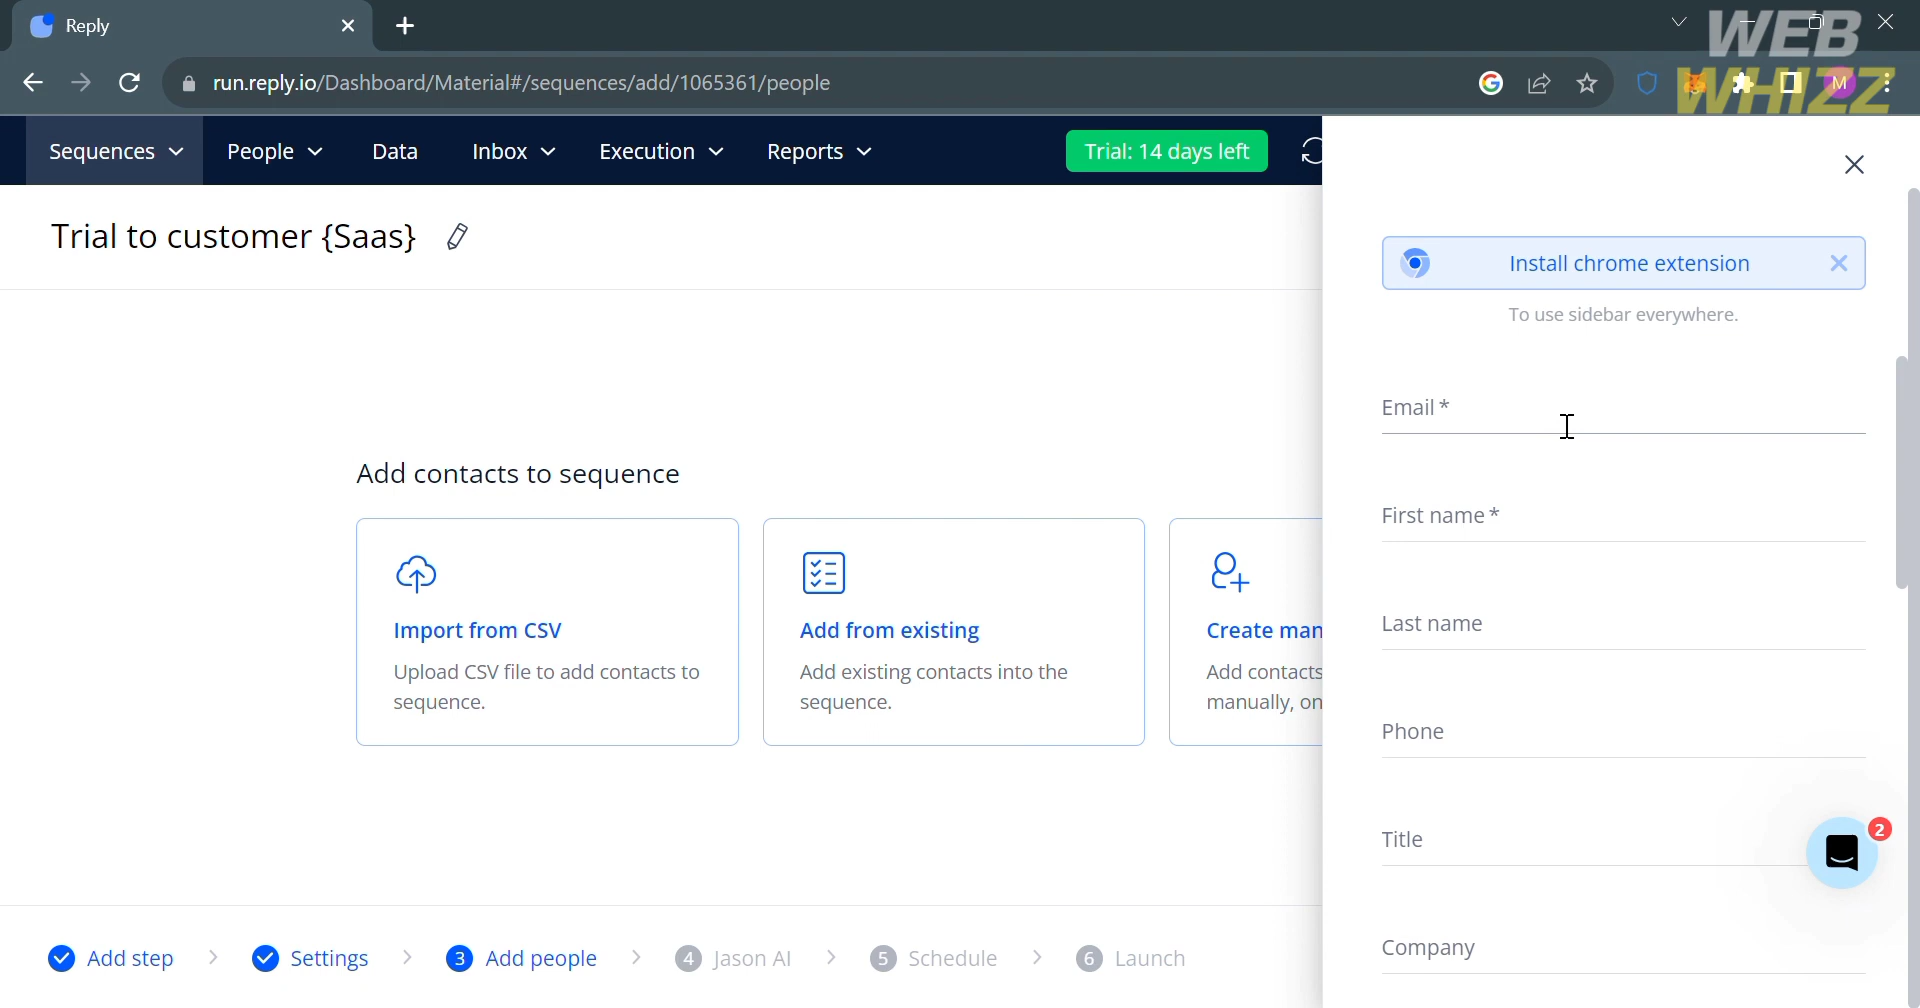 Reply
WEB
WHIZZ
run.reply.io/Dashboard/Material#/sequences/add/1065361/people
M
Sequences
People
Data
Inbox
Execution
Reports
Trial: 14 days left
Trial to customer {Saas}
Add contacts to sequence
Import from CSV
Upload CSV file to add contacts to
sequence.
Add from existing
Add existing contacts into the
sequence.
Create man
Add contacts
manually, on
Install chrome extension
To use sidebar everywhere.
Email *
First name *
Last name
Phone
Title
2
Company
Add step
Settings
3 Add people
4 Jason AI
5 Schedule
6 Launch